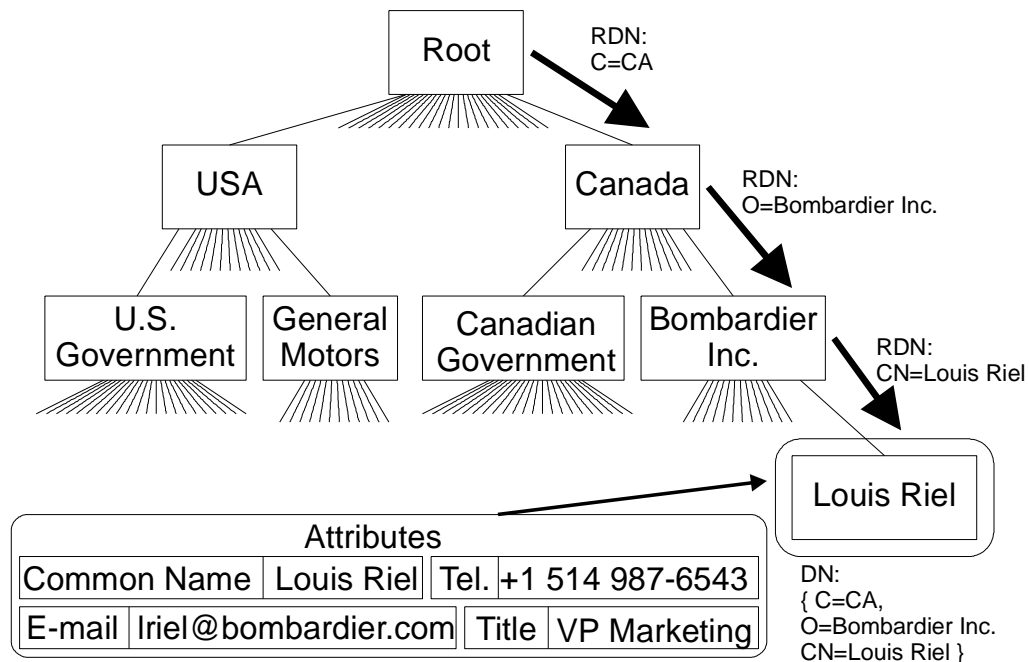 Root
RDN:
C=CA
USA
Canada
RDN:
O=Bombardier Inc.
U.S.
Government
General
Motors
Canadian
Government
Bombardier
Inc.
RDN:
CN=Louis Riel
Louis Riel
Attributes
Common Name Louis Riel Tel. +1 514 987-6543
E-mail lriel@bombardier.com Title VP Marketing
DN:
{ C=CA,
O=Bombardier Inc.
CN=Louis Riel }